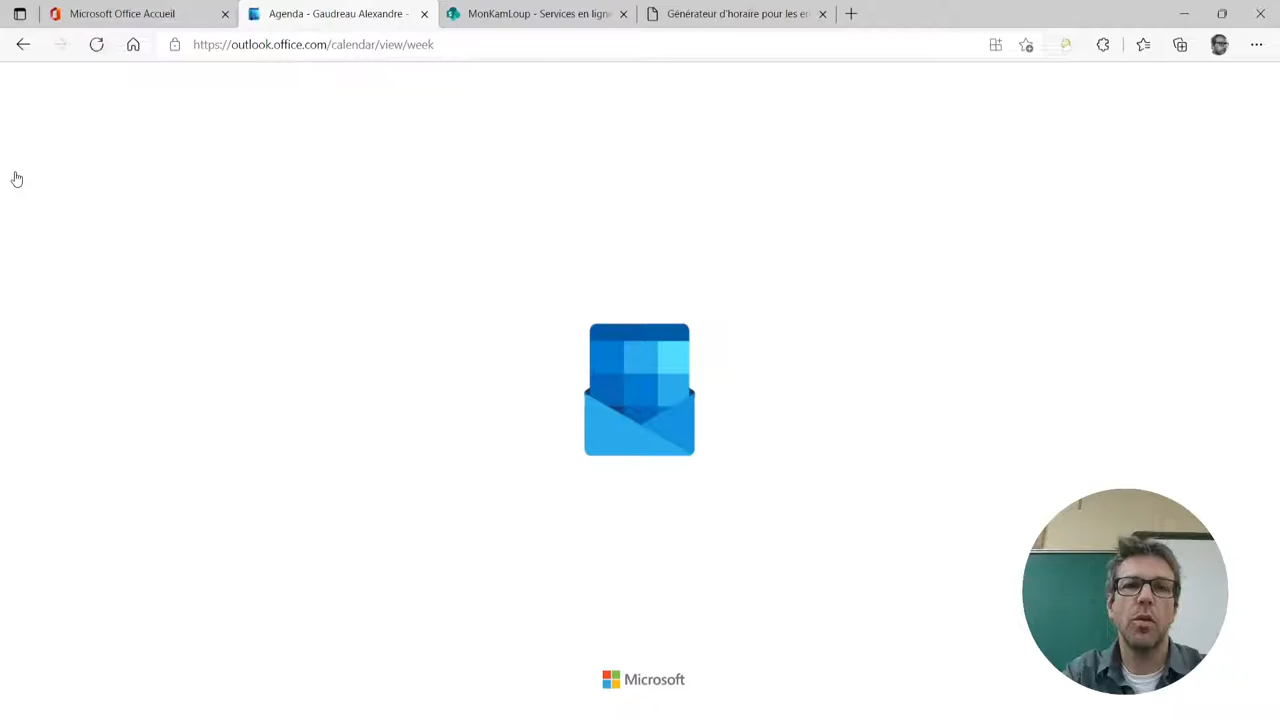 Microsoft Office Accueil
Agenda - Gaudreau Alexandre -
MonKamLoup - Services en ligne
Générateur d'horaire pour les en
https://outlook.office.com/calendar/view/week
Microsoft